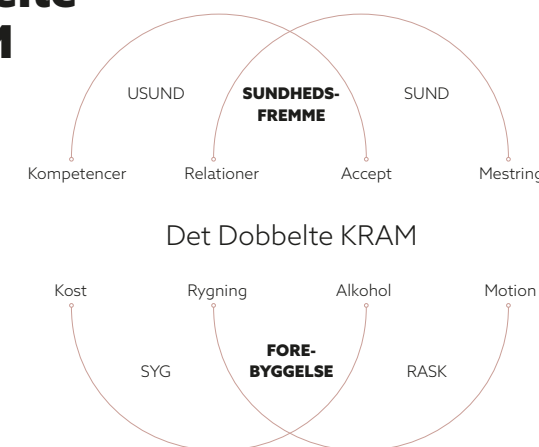 USUND
SUNDHEDS-
FREMME
SUND
Kompetencer
Relationer
Accept
Mestring
Det Dobbelte KRAM
Kost
Rygning
Alkohol
Motion
SYG
FORE-
BYGGELSE
RASK